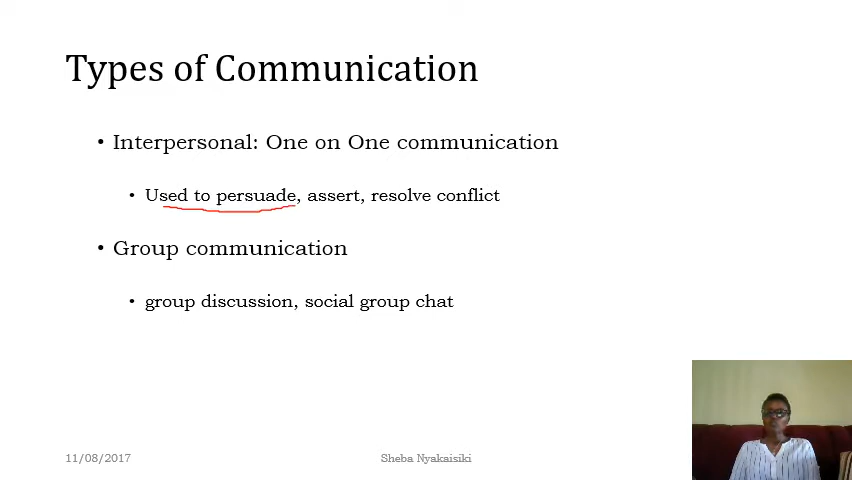 Types of Communication
• Interpersonal: One on One communication
• Used to persuade, assert, resolve conflict
• Group communication
• group discussion, social group chat
11/08/2017
Sheba Nyakaisiki